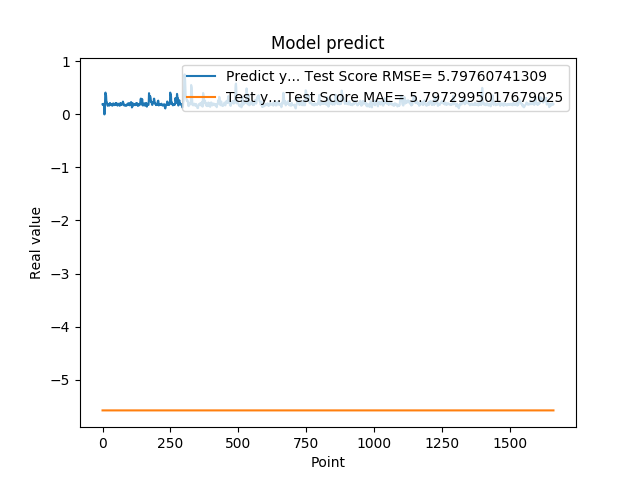 Model predict
Predict y... Test Score RMSE= 5.79760741309
Test y... Test Score MAE= 5.7972995017679025
1
0
−1
−2
−3
−4
−5
Real value
0 250 500 750 1000 1250 1500
Point